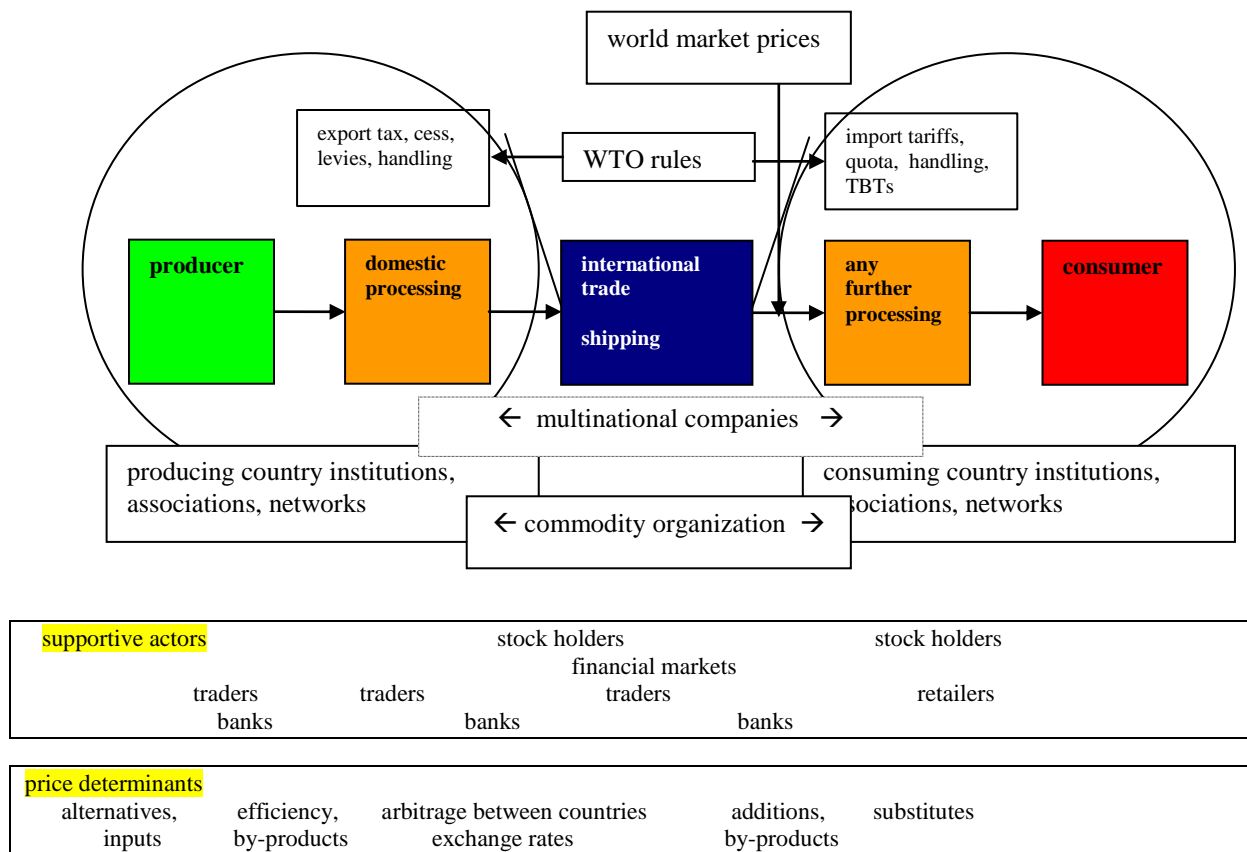 world market prices
export tax, cess,
levies, handling
WTO rules
import tariffs,
quota, handling,
TBTs
producer
domestic
processing
international
trade
shipping
any
further
processing
consumer
← multinational companies →
producing country institutions,
associations, networks
consuming country institutions,
sociations, networks
← commodity organization →
supportive actors
stock holders
stock holders
financial markets
traders traders traders retailers
banks banks banks
price determinants
alternatives, efficiency, arbitrage between countries additions, substitutes
inputs by-products exchange rates by-products